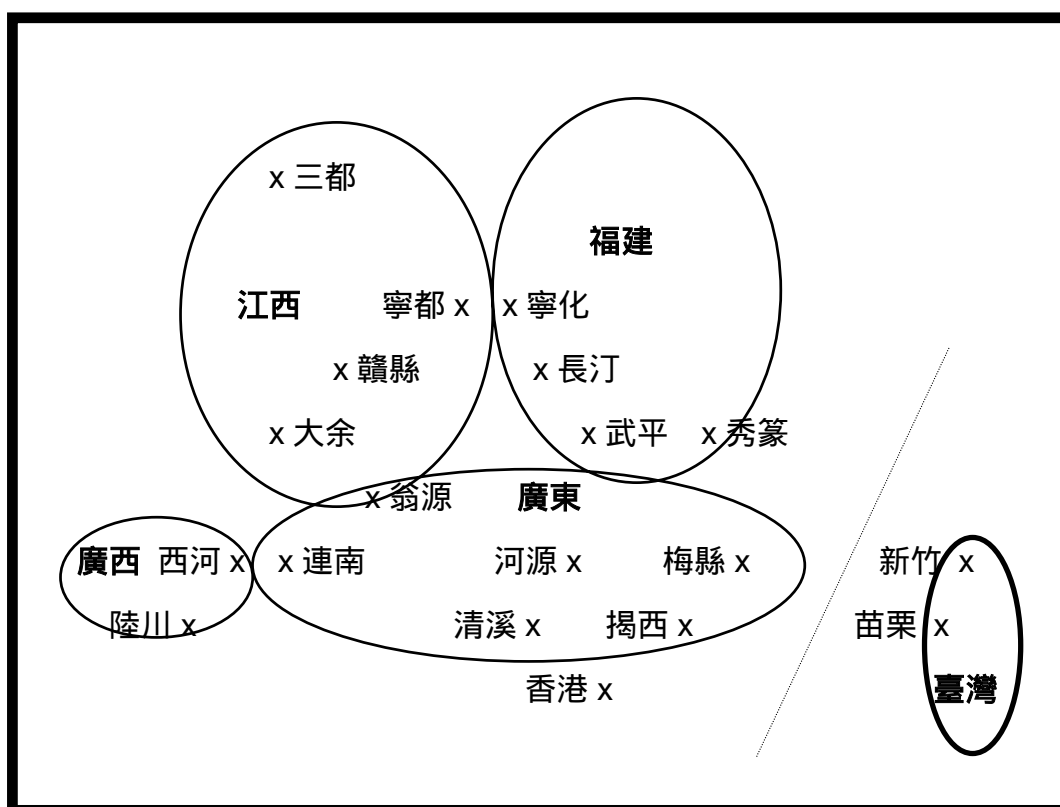 x 三都
福建
江西 寧都 x x 寧化
x 贛縣 x 長汀
x 大余 x 武平 x 秀篆
x 翁源 廣東
廣西 西河 x x 連南 河源 x 梅縣 x 新竹 x
陸川 x 清溪 x 揭西 x 苗栗 x
香港 x 臺灣